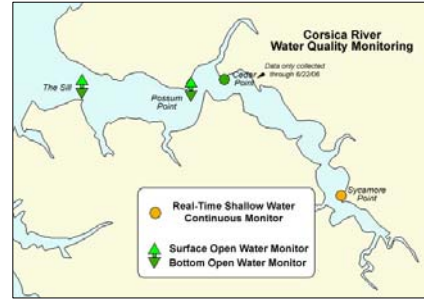 Corsica River
Water Quality Monitoring
Data only collected
through 6/22/06
Cedar
Point
The Sill
Possum
Point
Sycamore
Point
Real-Time Shallow Water
Continuous Monitor
Surface Open Water Monitor
Bottom Open Water Monitor